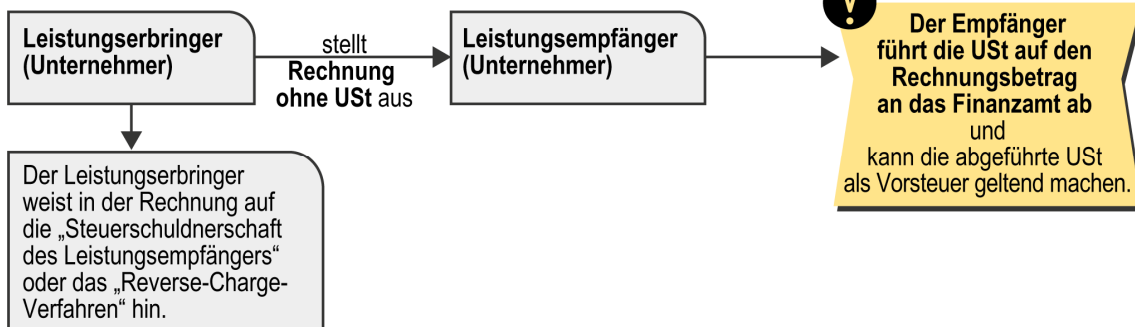 Leistungserbringer
(Unternehmer)
stellt
Rechnung
ohne USt aus
Leistungsempfänger
(Unternehmer)
Der Empfänger
führt die USt auf den
Rechnungsbetrag
an das Finanzamt ab
und
kann die abgeführte USt
als Vorsteuer geltend machen.
Der Leistungserbringer
weist in der Rechnung auf
die „Steuerschuldnerschaft
des Leistungsempfängers“
oder das „Reverse-Charge-
Verfahren“ hin.